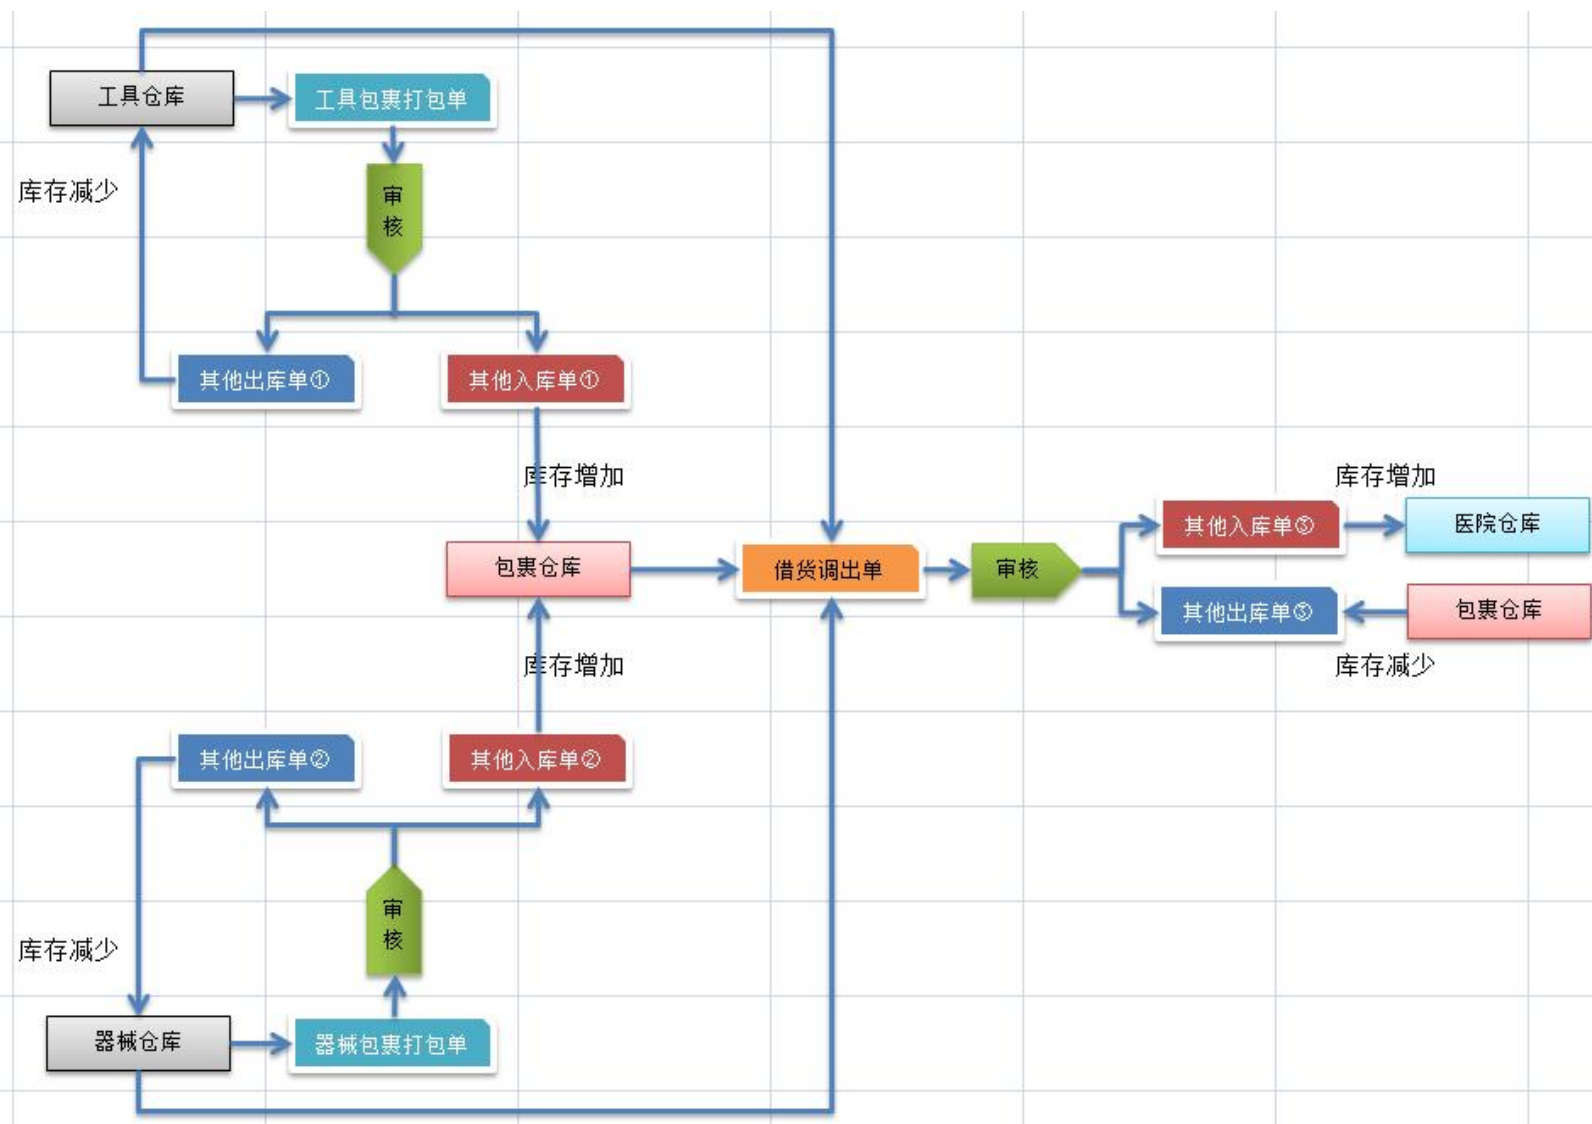 工具仓库
工具包裹打包单
库存减少
审
核
其他出库单①
其他入库单①
库存增加
库存增加
其他入库单③
医院仓库
包裹仓库
借货调出单
审核
其他出库单③
包裹仓库
库存增加
库存减少
其他出库单②
其他入库单②
审
核
库存减少
器械仓库
器械包裹打包单